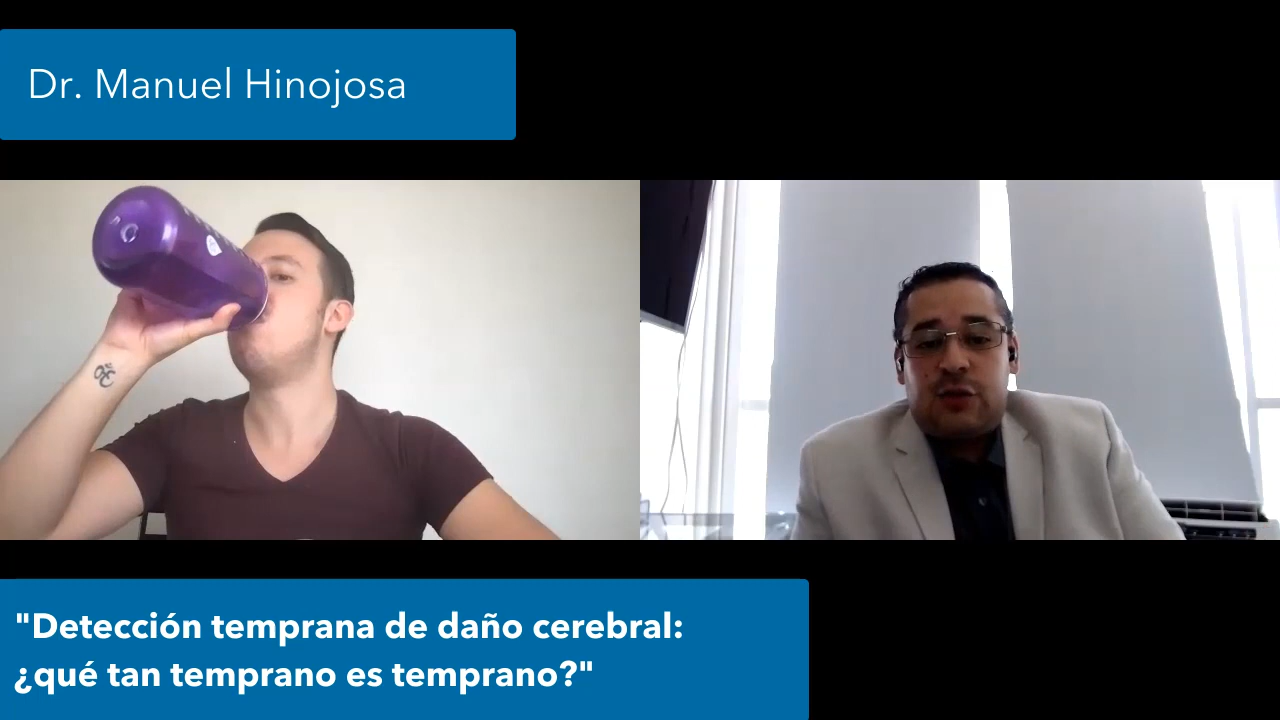 Dr. Manuel Hinojosa
"Detección temprana de daño cerebral:
¿qué tan temprano es temprano?"